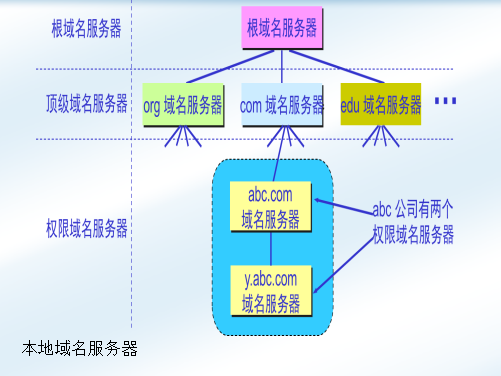 根域名服务器
根域名服务器
顶级域名服务器
org 域名服务器
com 域名服务器
edu 域名服务器
…
权限域名服务器
abc.com
域名服务器
abc 公司有两个
权限域名服务器
y.abc.com
域名服务器
本地域名服务器